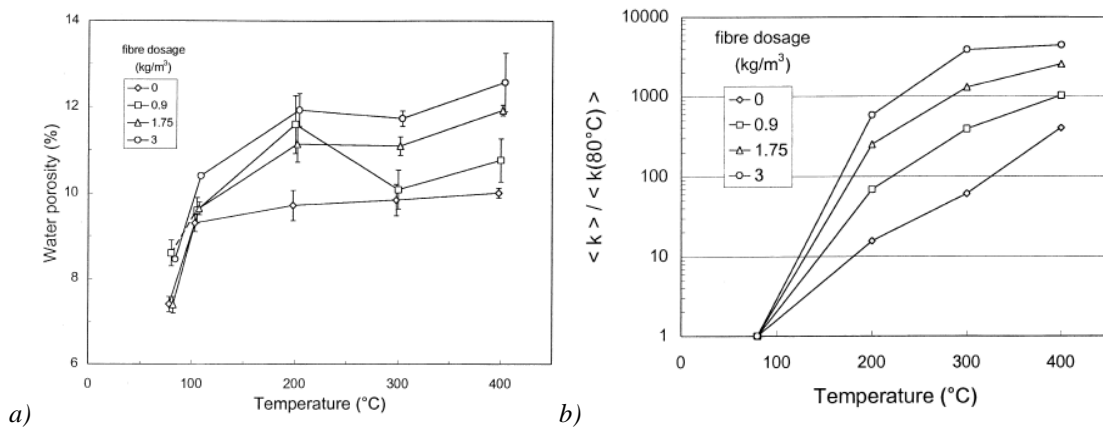 14
12
10
8
6
Water porosity (%)
fibre dosage
(kg/m³)
0
0.9
1.75
3
0
100
200
300
400
Temperature (°C)
a)
10000
1000
100
10
1
< k > / < k(80°C) >
fibre dosage
(kg/m³)
0
0.9
1.75
3
0
100
200
300
400
Temperature (°C)
b)